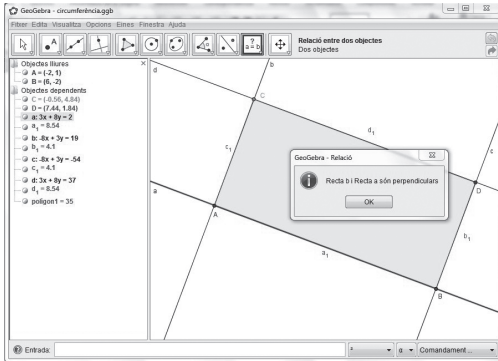 GeoGebra - circumferència.ggb
Fitxer Edita Visualitza Opcions Eines Finestra Ajuda
A
? a = b
Relació entre dos objectes
Dos objectes
Objectes lliures
A = (-2, 1)
B = (6, -2)
Objectes dependents
C = (-0.56, 4.84)
D = (7.44, 1.84)
a: 3x + 8y = 2
a1 = 8.54
b: -8x + 3y = 19
b1 = 4.1
c: -8x + 3y = -54
c1 = 4.1
d: 3x + 8y = 37
d1 = 8.54
polígon1 = 35
d
b
C
d1
c1
c
GeoGebra - Relació
Recta b i Recta a són perpendiculars
OK
a
D
A
b1
a1
B
Entrada:
²
α
Comandament ...